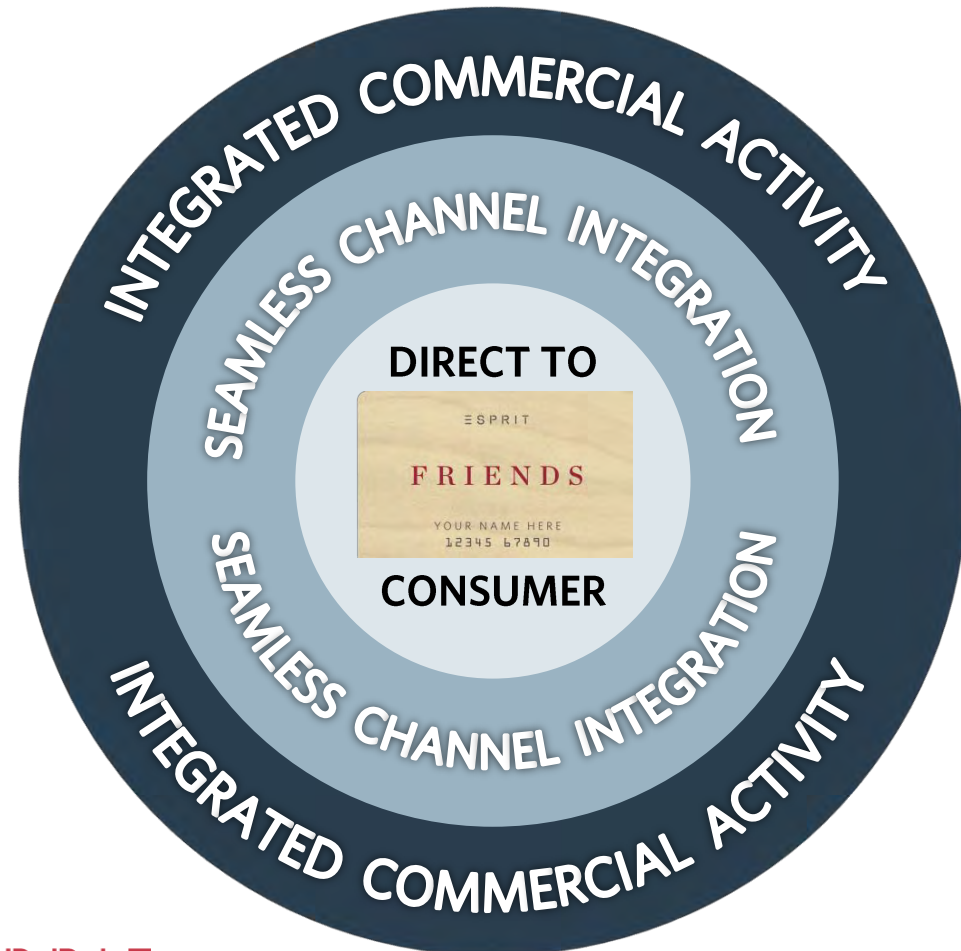 INTEGRATED COMMERCIAL ACTIVITY
SEAMLESS CHANNEL INTEGRATION
DIRECT TO
ESPRIT
FRIENDS
YOUR NAME HERE
12345 67890
CONSUMER
SEAMLESS CHANNEL INTEGRATION
INTEGRATED COMMERCIAL ACTIVITY